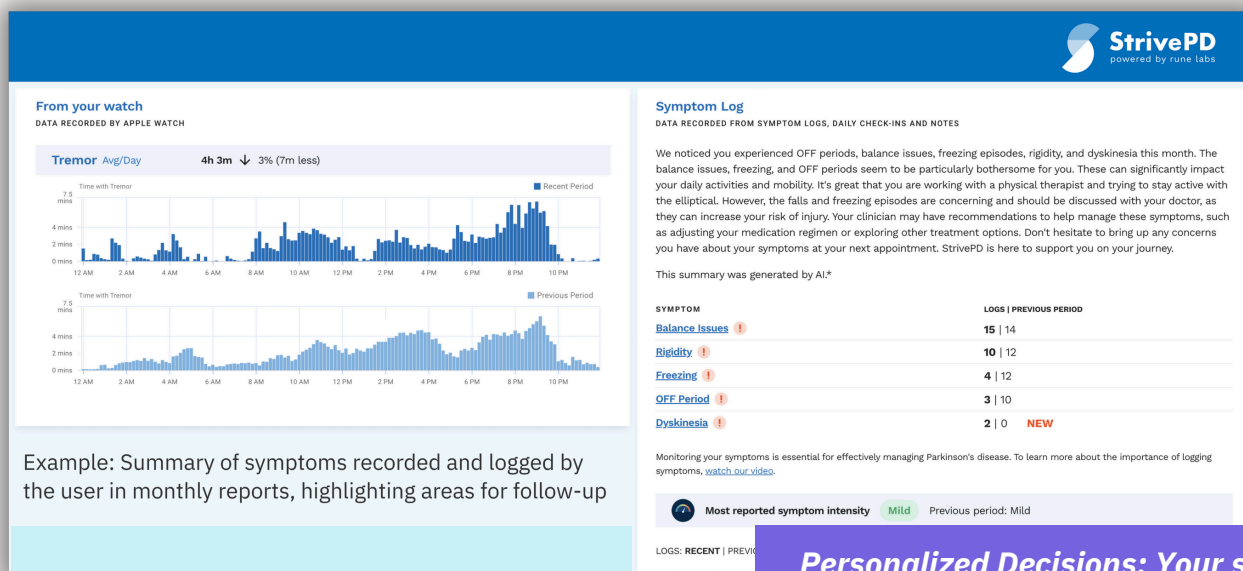 StrivePD
powered by rune labs
From your watch
DATA RECORDED BY APPLE WATCH
Tremor Avg/Day 4h 3m ↓ 3% (7m less)
Time with Tremor
Recent Period
7.5
mins
4 mins
2 mins
0 mins
12 AM 2 AM 4 AM 6 AM 8 AM 10 AM 12 PM 2 PM 4 PM 6 PM 8 PM 10 PM
Time with Tremor
Previous Period
7.5
mins
4 mins
2 mins
0 mins
12 AM 2 AM 4 AM 6 AM 8 AM 10 AM 12 PM 2 PM 4 PM 6 PM 8 PM 10 PM
Example: Summary of symptoms recorded and logged by
the user in monthly reports, highlighting areas for follow-up
Symptom Log
DATA RECORDED FROM SYMPTOM LOGS, DAILY CHECK-INS AND NOTES
We noticed you experienced OFF periods, balance issues, freezing episodes, rigidity, and dyskinesia this month. The
balance issues, freezing, and OFF periods seem to be particularly bothersome for you. These can significantly impact
your daily activities and mobility. It's great that you are working with a physical therapist and trying to stay active with
the elliptical. However, the falls and freezing episodes are concerning and should be discussed with your doctor, as
they can increase your risk of injury. Your clinician may have recommendations to help manage these symptoms, such
as adjusting your medication regimen or exploring other treatment options. Don't hesitate to bring up any concerns
you have about your symptoms at your next appointment. StrivePD is here to support you on your journey.
This summary was generated by AI.*
SYMPTOM LOGS | PREVIOUS PERIOD
Balance Issues ! 15 | 14
Rigidity ! 10 | 12
Freezing ! 4 | 12
OFF Period ! 3 | 10
Dyskinesia ! 2 | 0 NEW
Monitoring your symptoms is essential for effectively managing Parkinson's disease. To learn more about the importance of logging
symptoms, watch our video.
Most reported symptom intensity Mild Previous period: Mild
LOGS: RECENT |
Personalized Decisions: Your